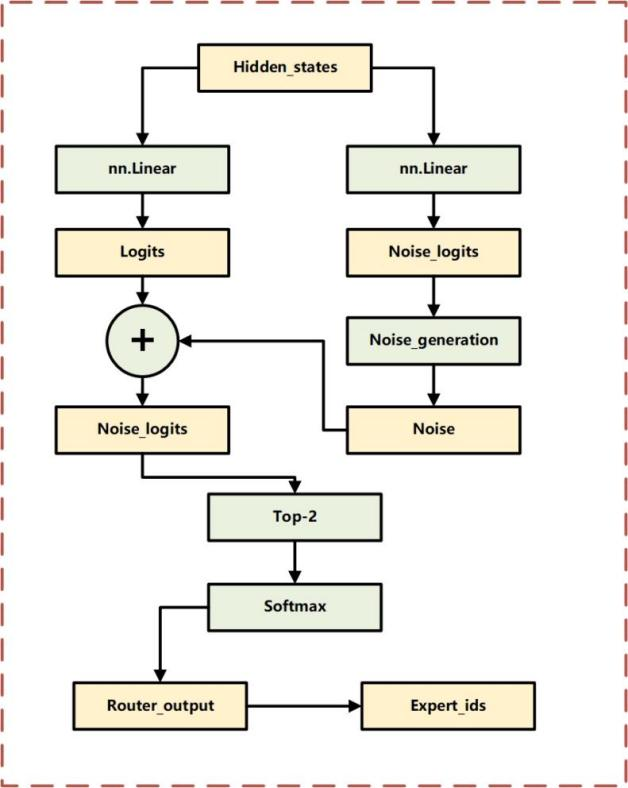 Hidden_states
nn.Linear
nn.Linear
Logits
Noise_logits
+
Noise_generation
Noise_logits
Noise
Top-2
Softmax
Router_output
Expert_ids